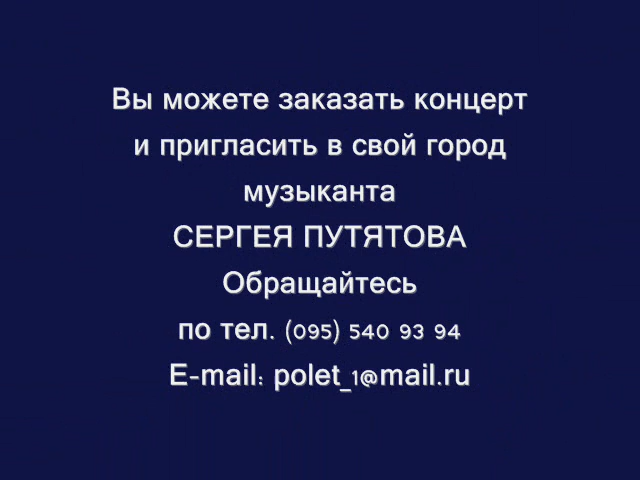 Вы можете заказать концерт
и пригласить в свой город
музыканта
СЕРГЕЯ ПУТЯТОВА
Обращайтесь
по тел. (095) 540 93 94
E-mail: polet_1@mail.ru